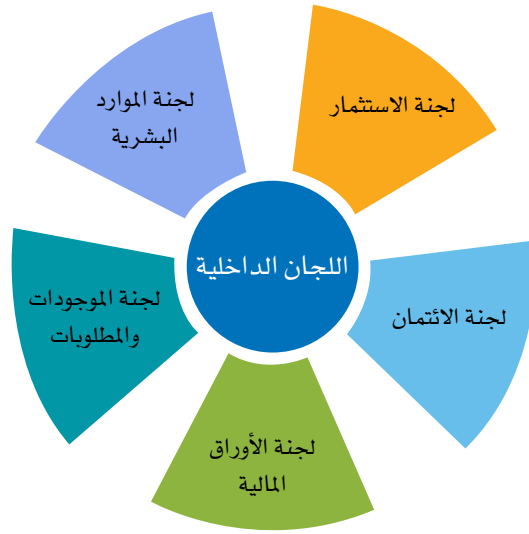 لجنة الاستثمار
لجنة الموارد
البشرية
اللجان الداخلية
لجنة الائتمان
لجنة الموجودات
والمطلوبات
لجنة الأوراق
المالية